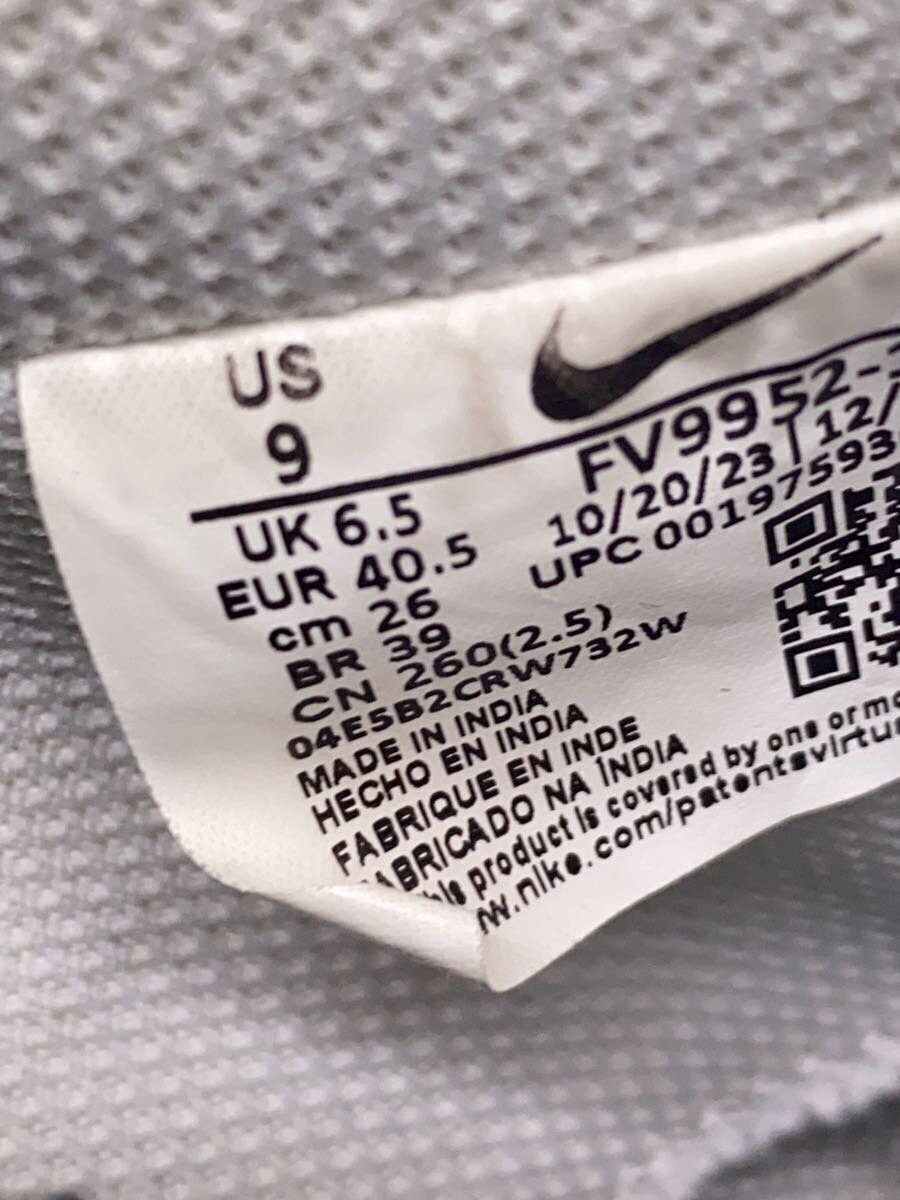 US
9
FV9952-
10/20/23 | 12/
UPC 00197593
UK 6.5
EUR 40.5
cm 26
BR 39
CN 260(2.5)
04E5B2CRW732W
MADE IN INDIA
HECHO EN INDIA
FABRIQUE EN INDE
ABRICADO NA ÍNDIA
product is covered by one or mo
w.nike.com/patentsvirtua